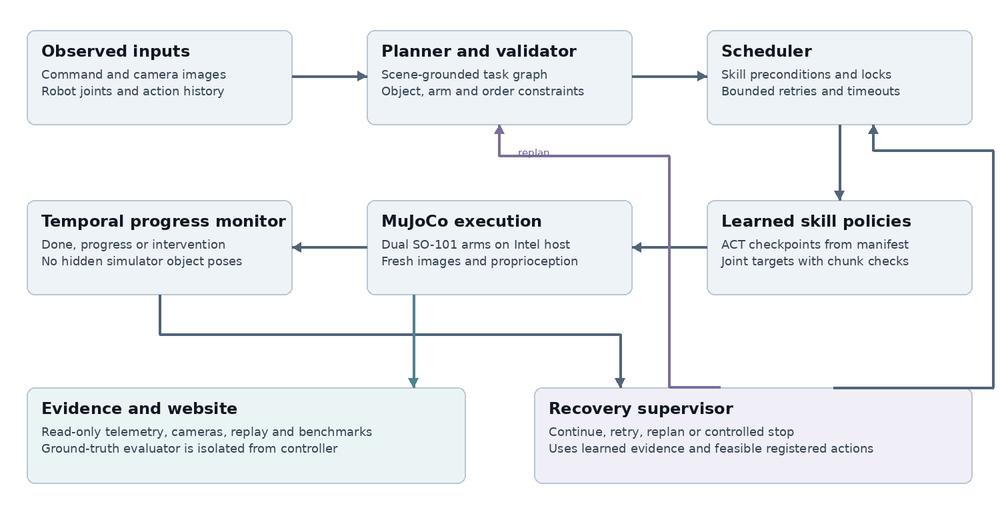 Observed inputs
Command and camera images
Robot joints and action history
Planner and validator
Scene-grounded task graph
Object, arm and order constraints
Scheduler
Skill preconditions and locks
Bounded retries and timeouts
replan
Temporal progress monitor
Done, progress or intervention
No hidden simulator object poses
MuJoCo execution
Dual SO-101 arms on Intel host
Fresh images and proprioception
Learned skill policies
ACT checkpoints from manifest
Joint targets with chunk checks
Evidence and website
Read-only telemetry, cameras, replay and benchmarks
Ground-truth evaluator is isolated from controller
Recovery supervisor
Continue, retry, replan or controlled stop
Uses learned evidence and feasible registered actions